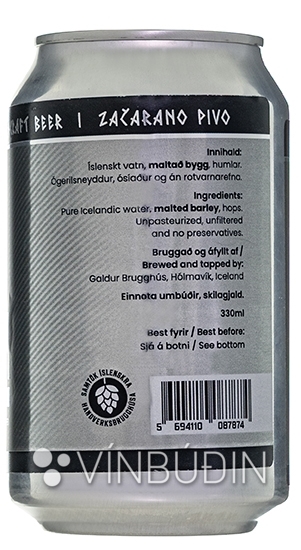 CRAFT BEER | ZAČARANO PIVO
Innihald:
Íslenskt vatn, maltað bygg, humlar.
Ógerilsneyddur, ósíaður og án rotvarnarefna.
Ingredients:
Pure Icelandic water, malted barley, hops.
Unpasteurized, unfiltered
and no preservatives.
Bruggað og áfyllt af /
Brewed and tapped by:
Galdur Brugghús, Hólmavík, Iceland
Einnota umbúðir, skilagjald.
330ml
Best fyrir / Best before:
Sjá á botni / See bottom
SAMTÖK ÍSLENSKRA
HANDVERKSBRUGGHÚSA
5 694110 087874
VÍNBÚÐIN